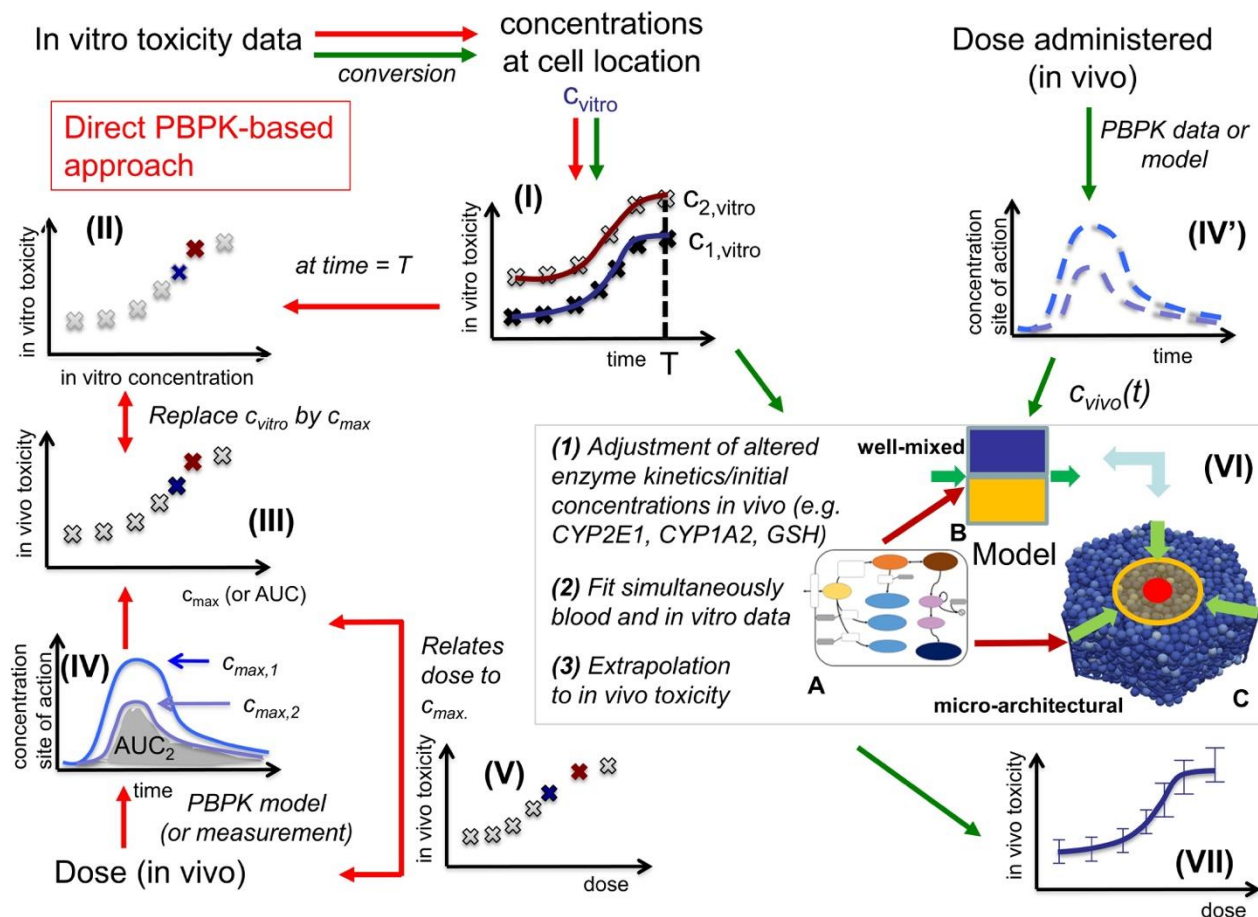 In vitro toxicity data
conversion
concentrations
at cell location
c_vitro
Dose administered
(in vivo)
PBPK data or
model
Direct PBPK-based
approach
(I)
in vitro toxicity
c_2,vitro
c_1,vitro
time
T
(II)
in vitro toxicity
in vitro concentration
at time = T
(IV')
concentration
site of action
time
c_vivo(t)
Replace c_vitro by c_max
(III)
in vivo toxicity
c_max (or AUC)
(IV)
concentration
site of action
c_max,1
c_max,2
AUC_2
time
PBPK model
(or measurement)
Dose (in vivo)
Relates
dose to
c_max.
(V)
in vivo toxicity
dose
(1) Adjustment of altered
enzyme kinetics/initial
concentrations in vivo (e.g.
CYP2E1, CYP1A2, GSH)
(2) Fit simultaneously
blood and in vitro data
(3) Extrapolation
to in vivo toxicity
well-mixed
(VI)
B
Model
A
micro-architectural
C
in vivo toxicity
(VII)
dose